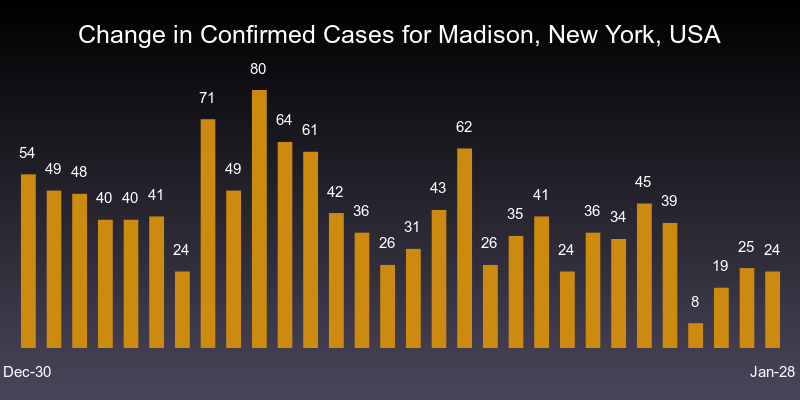 Change in Confirmed Cases for Madison, New York, USA
54 49 48 40 40 41 24 71 49 80 64 61 42 36 26 31 43 62 26 35 41 24 36 34 45 39 8 19 25 24
Dec-30 Jan-28